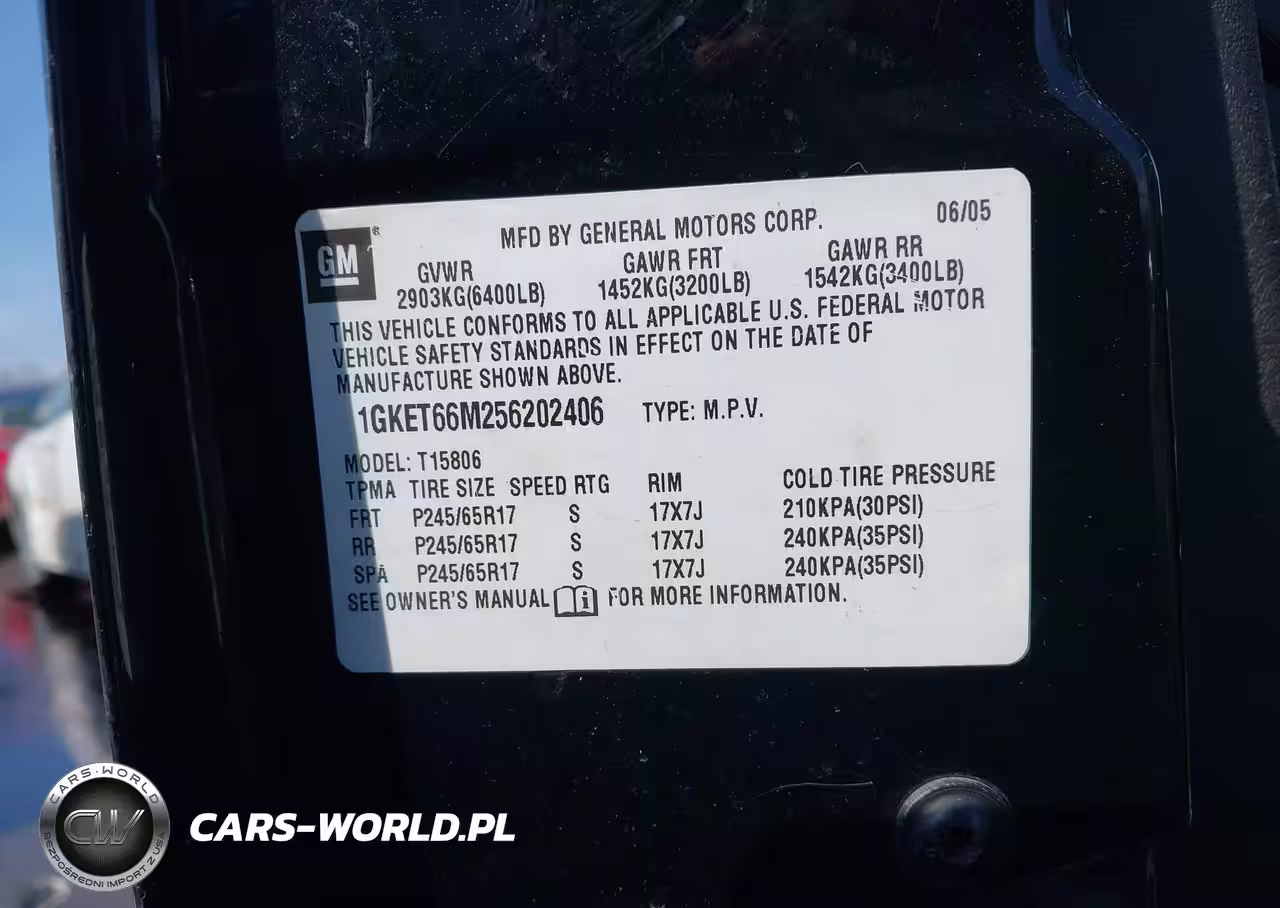 GM®
MFD BY GENERAL MOTORS CORP. 06/05
GVWR GAWR FRT GAWR RR
2903KG(6400LB) 1452KG(3200LB) 1542KG(3400LB)
THIS VEHICLE CONFORMS TO ALL APPLICABLE U.S. FEDERAL MOTOR
VEHICLE SAFETY STANDARDS IN EFFECT ON THE DATE OF
MANUFACTURE SHOWN ABOVE.
1GKET66M256202406 TYPE: M.P.V.
MODEL: T15806
TPMA TIRE SIZE SPEED RTG RIM COLD TIRE PRESSURE
FRT P245/65R17 S 17X7J 210KPA(30PSI)
RR P245/65R17 S 17X7J 240KPA(35PSI)
SPA P245/65R17 S 17X7J 240KPA(35PSI)
SEE OWNER'S MANUAL i FOR MORE INFORMATION.
CARS-WORLD
CW
BEZPOŚREDNI IMPORT Z USA
CARS-WORLD.PL